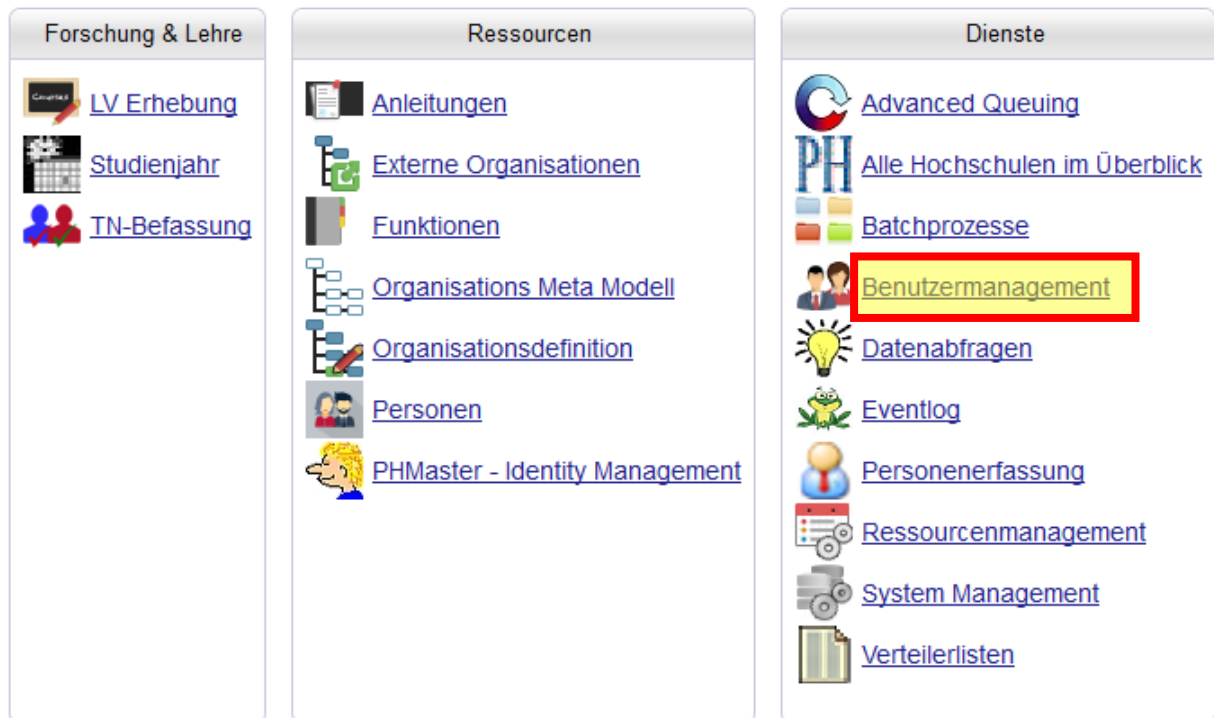 Forschung & Lehre
LV Erhebung
Studienjahr
TN-Befassung
Ressourcen
Anleitungen
Externe Organisationen
Funktionen
Organisations Meta Modell
Organisationsdefinition
Personen
PHMaster - Identity Management
Dienste
Advanced Queuing
PH
Alle Hochschulen im Überblick
Batchprozesse
Benutzermanagement
Datenabfragen
Eventlog
Personenerfassung
Ressourcenmanagement
System Management
Verteilerlisten